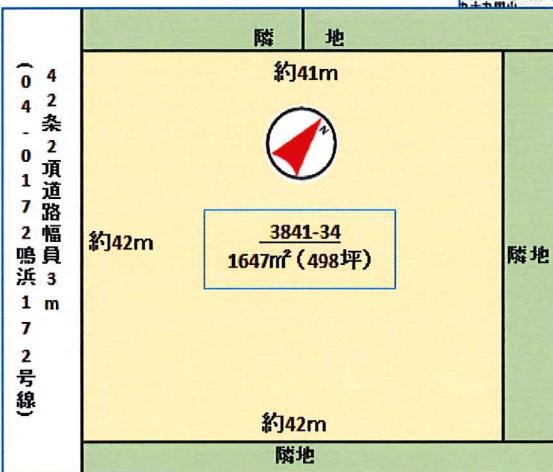 42条2項道路幅員3m
(04-0172鳴浜172号線)
隣 地
約41m
N
約42m
3841-34
1647㎡(498坪)
隣地
約42m
隣地